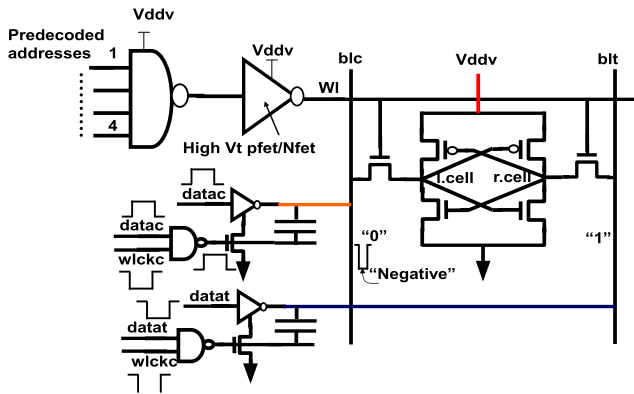 Vddv
Predecoded
addresses
1
4
Vddv
High Vt pfet/Nfet
Wl
blc
Vddv
blt
l.cell
r.cell
datac
datac
wlckc
"0"
"Negative"
"1"
datat
datat
wlckc